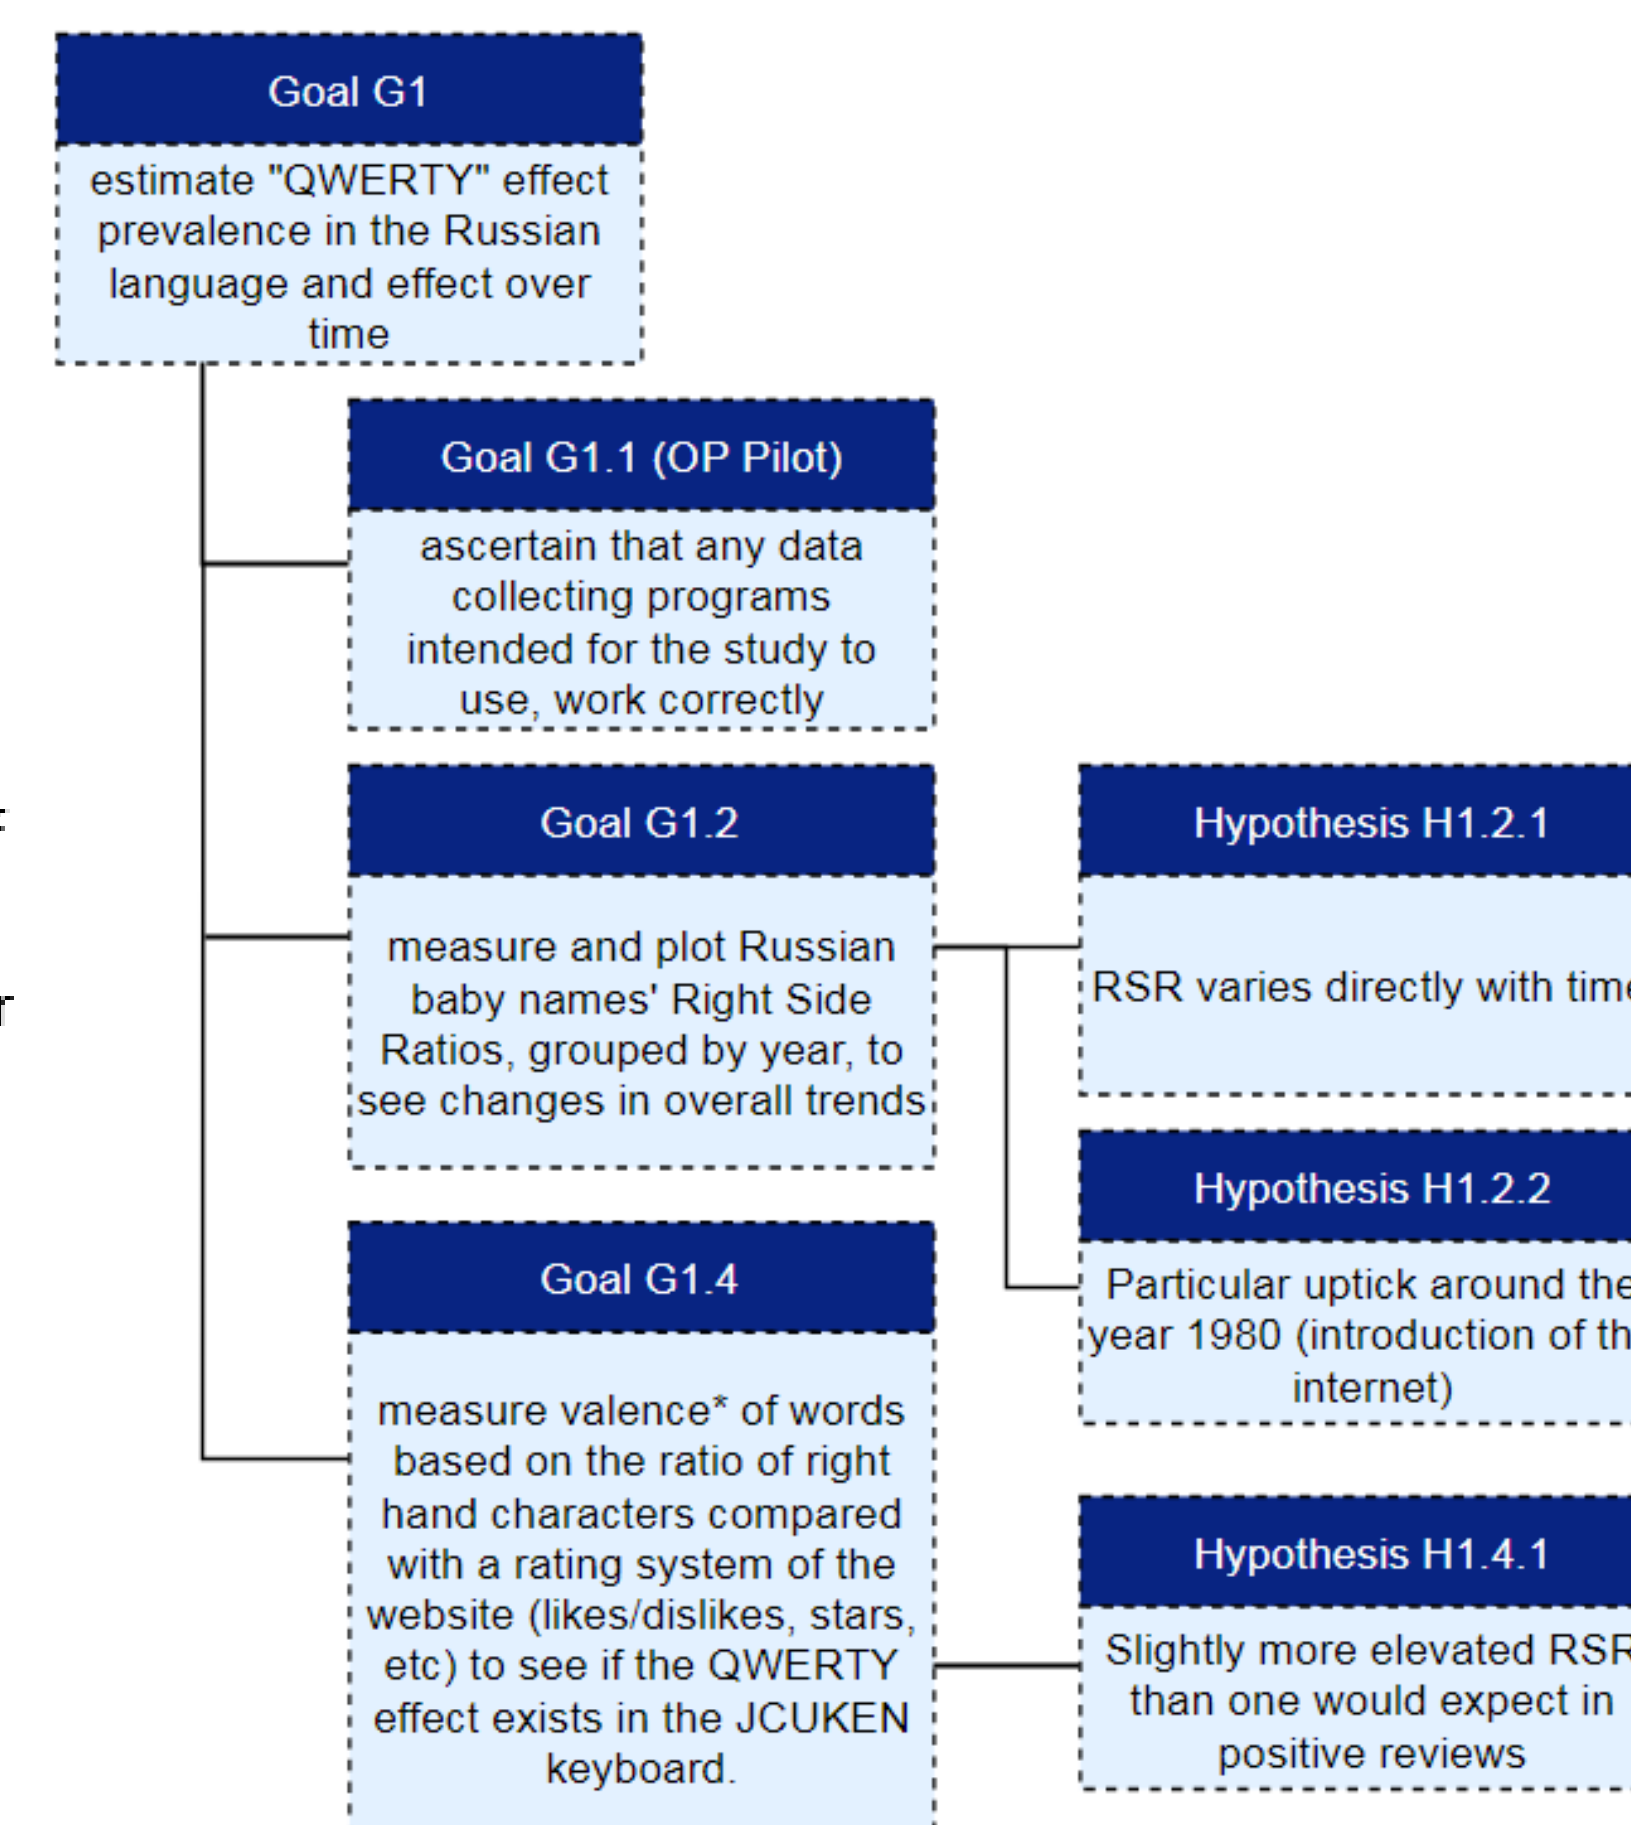 Goal G1
estimate "QWERTY" effect
prevalence in the Russian
language and effect over
time
Goal G1.1 (OP Pilot)
ascertain that any data
collecting programs
intended for the study to
use, work correctly
Goal G1.2
measure and plot Russian
baby names' Right Side
Ratios, grouped by year, to
see changes in overall trends
Hypothesis H1.2.1
RSR varies directly with
Hypothesis H1.2.2
Particular uptick around the
year 1980 (introduction of
internet)
Goal G1.4
measure valence* of words
based on the ratio of right
hand characters compared
with a rating system of the
website (likes/dislikes, stars,
etc) to see if the QWERTY
effect exists in the JCUKEN
keyboard.
Hypothesis H1.4.1
Slightly more elevated RSR
than one would expect in
positive reviews